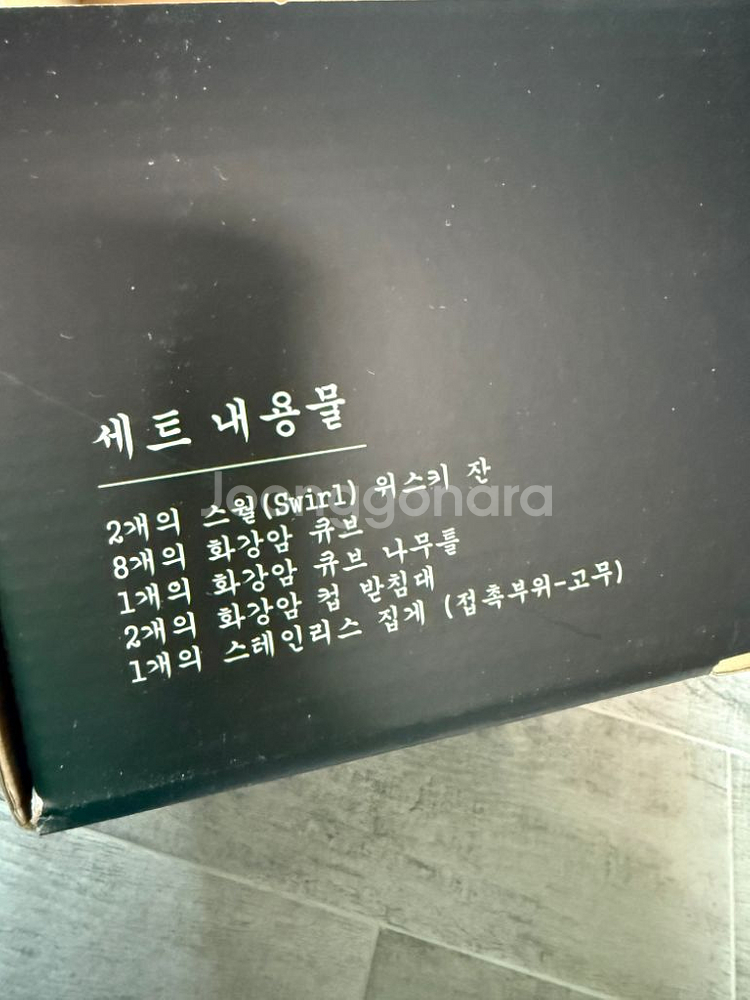 세트 내용물
2개의 스월(Swirl) 위스키 잔
8개의 화강암 큐브
1개의 화강암 큐브 나무틀
2개의 화강암 컵 받침대
1개의 스테인리스 집게 (접촉부위-고무)
Joonggonara